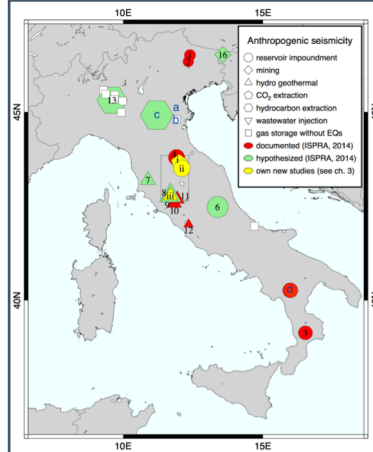 10E 15E
Anthropogenic seismicity
reservoir impoundment
mining
hydro geothermal
CO2 extraction
hydrocarbon extraction
wastewater injection
gas storage without EQs
documented (ISPRA, 2014)
hypothesized (ISPRA, 2014)
own new studies (see ch. 3)
16
13
c a
45N b 45N
i
ii
7
8 11
iii
9 10
6
12
d
40N 40N
3
10E 15E